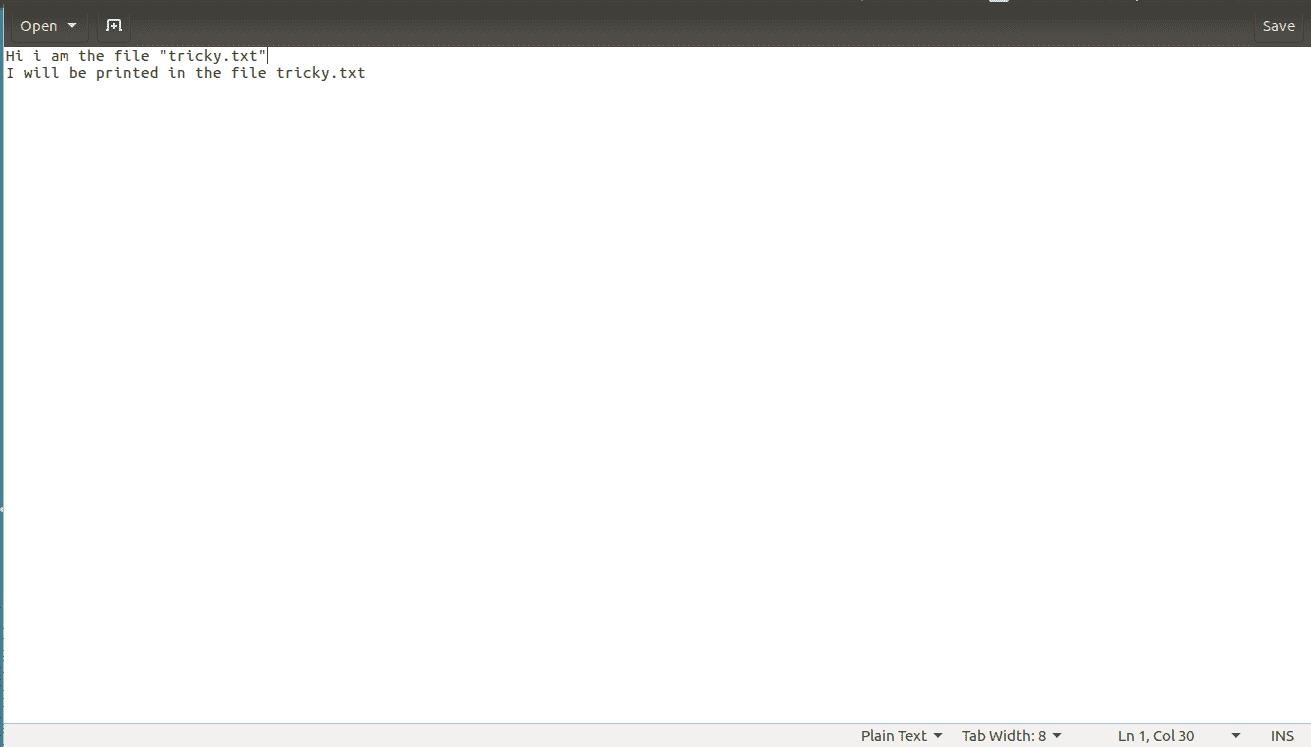 Open
Save
Hi i am the file "tricky.txt"
I will be printed in the file tricky.txt
Plain Text
Tab Width: 8
Ln 1, Col 30
INS